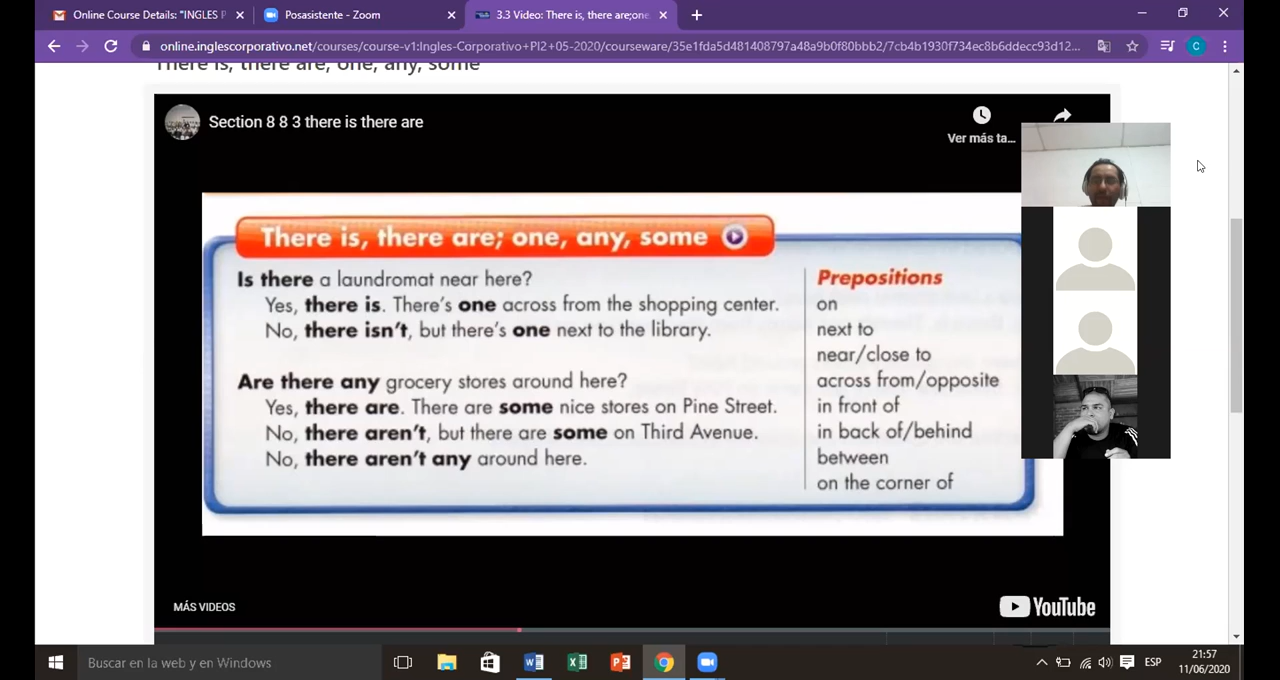 Online Course Details: "INGLES P
Posasistente - Zoom
3.3 Video: There is, there are;one,
online.inglescorporativo.net/courses/course-v1:Ingles-Corporativo+PI2+05-2020/courseware/35e1fda5d481408797a48a9b0f80bbb2/7cb4b1930f734ec8b6ddecc93d12...
C
There is, there are; one, any, some
Section 8 8 3 there is there are
Ver más ta...
There is, there are; one, any, some
Is there a laundromat near here?
Yes, there is. There's one across from the shopping center.
No, there isn't, but there's one next to the library.
Are there any grocery stores around here?
Yes, there are. There are some nice stores on Pine Street.
No, there aren't, but there are some on Third Avenue.
No, there aren't any around here.
Prepositions
on
next to
near/close to
across from/opposite
in front of
in back of/behind
between
on the corner of
MÁS VIDEOS
YouTube
Buscar en la web y en Windows
ESP
21:57
11/06/2020